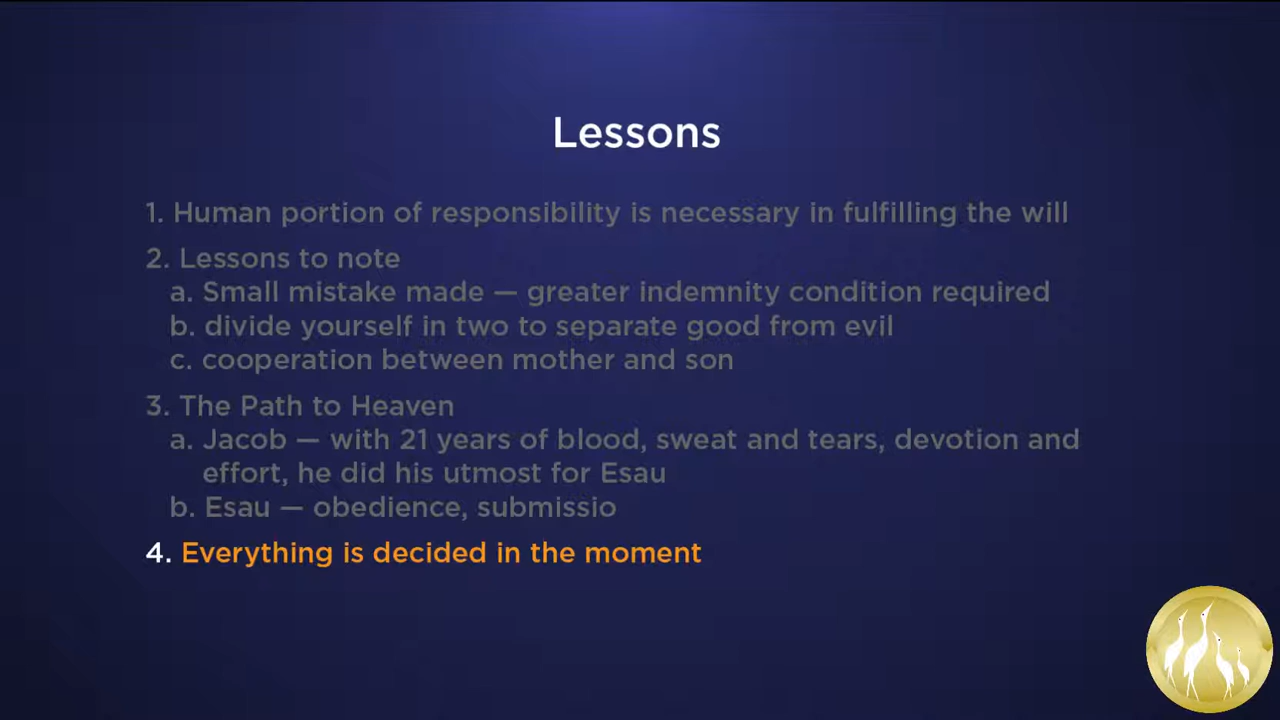 Lessons
1. Human portion of responsibility is necessary in fulfilling the will
2. Lessons to note
a. Small mistake made — greater indemnity condition required
b. divide yourself in two to separate good from evil
c. cooperation between mother and son
3. The Path to Heaven
a. Jacob — with 21 years of blood, sweat and tears, devotion and
effort, he did his utmost for Esau
b. Esau — obedience, submissio
4. Everything is decided in the moment